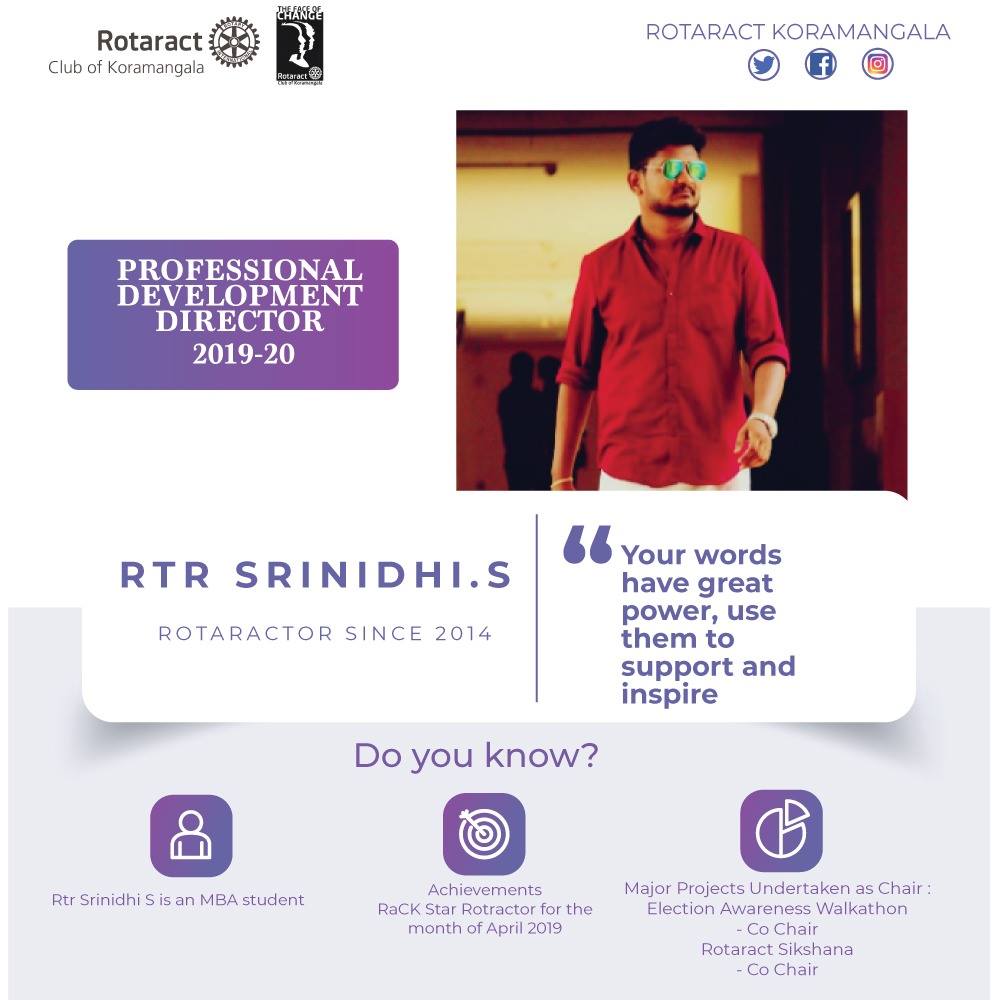 Rotaract
Club of Koramangala
THE FACE OF
CHANGE
Rotaract
Club of Koramangala
ROTARACT KORAMANGALA
PROFESSIONAL
DEVELOPMENT
DIRECTOR
2019-20
RTR SRINIDHI.S
ROTARACTOR SINCE 2014
“Your words
have great
power, use
them to
support and
inspire
Do you know?
Rtr Srinidhi S is an MBA student
Achievements
RaCK Star Rotractor for the
month of April 2019
Major Projects Undertaken as Chair :
Election Awareness Walkathon
- Co Chair
Rotaract Sikshana
- Co Chair